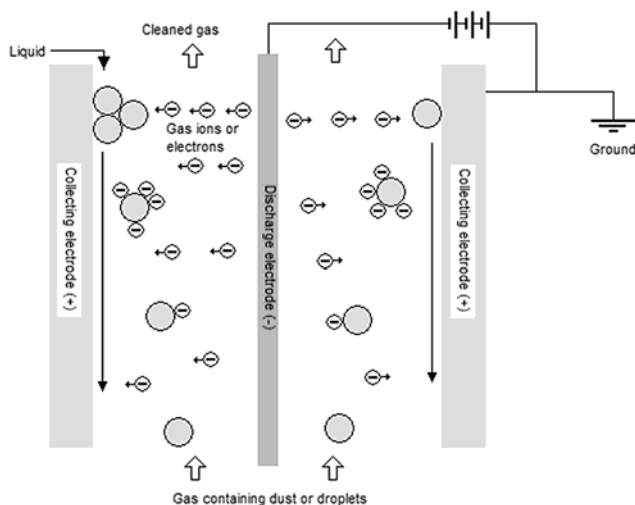 Cleaned gas
Liquid
Gas ions or
electrons
Ground
Collecting electrode (+)
Discharge electrode (-)
Collecting electrode (+)
Gas containing dust or droplets